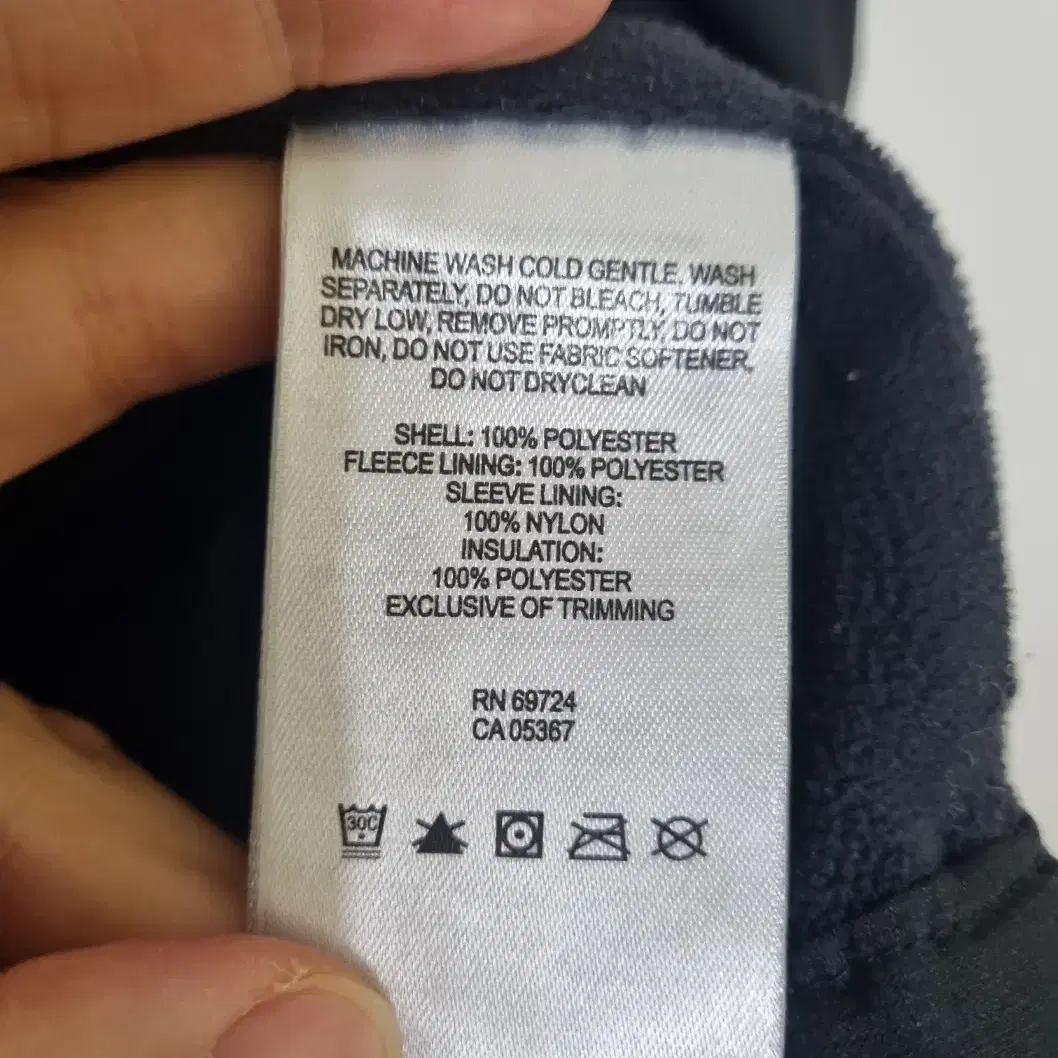 MACHINE WASH COLD GENTLE. WASH
SEPARATELY, DO NOT BLEACH, TUMBLE
DRY LOW, REMOVE PROMPTLY, DO NOT
IRON, DO NOT USE FABRIC SOFTENER,
DO NOT DRYCLEAN
SHELL: 100% POLYESTER
FLEECE LINING: 100% POLYESTER
SLEEVE LINING:
100% NYLON
INSULATION:
100% POLYESTER
EXCLUSIVE OF TRIMMING
RN 69724
CA 05367
30C